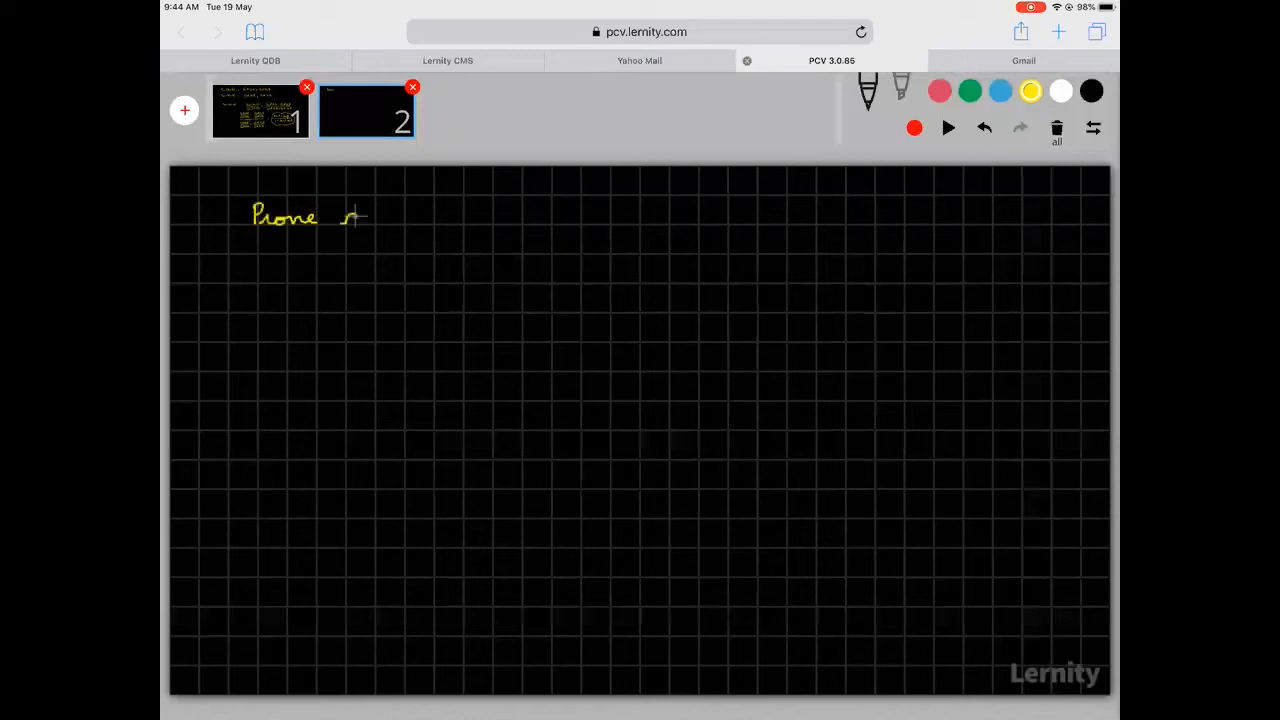 9:44 AM Tue 19 May 98%
pcv.lernity.com
Lernity QDB Lernity CMS Yahoo Mail PCV 3.0.85 Gmail
1 2
all
Prove
Lernity